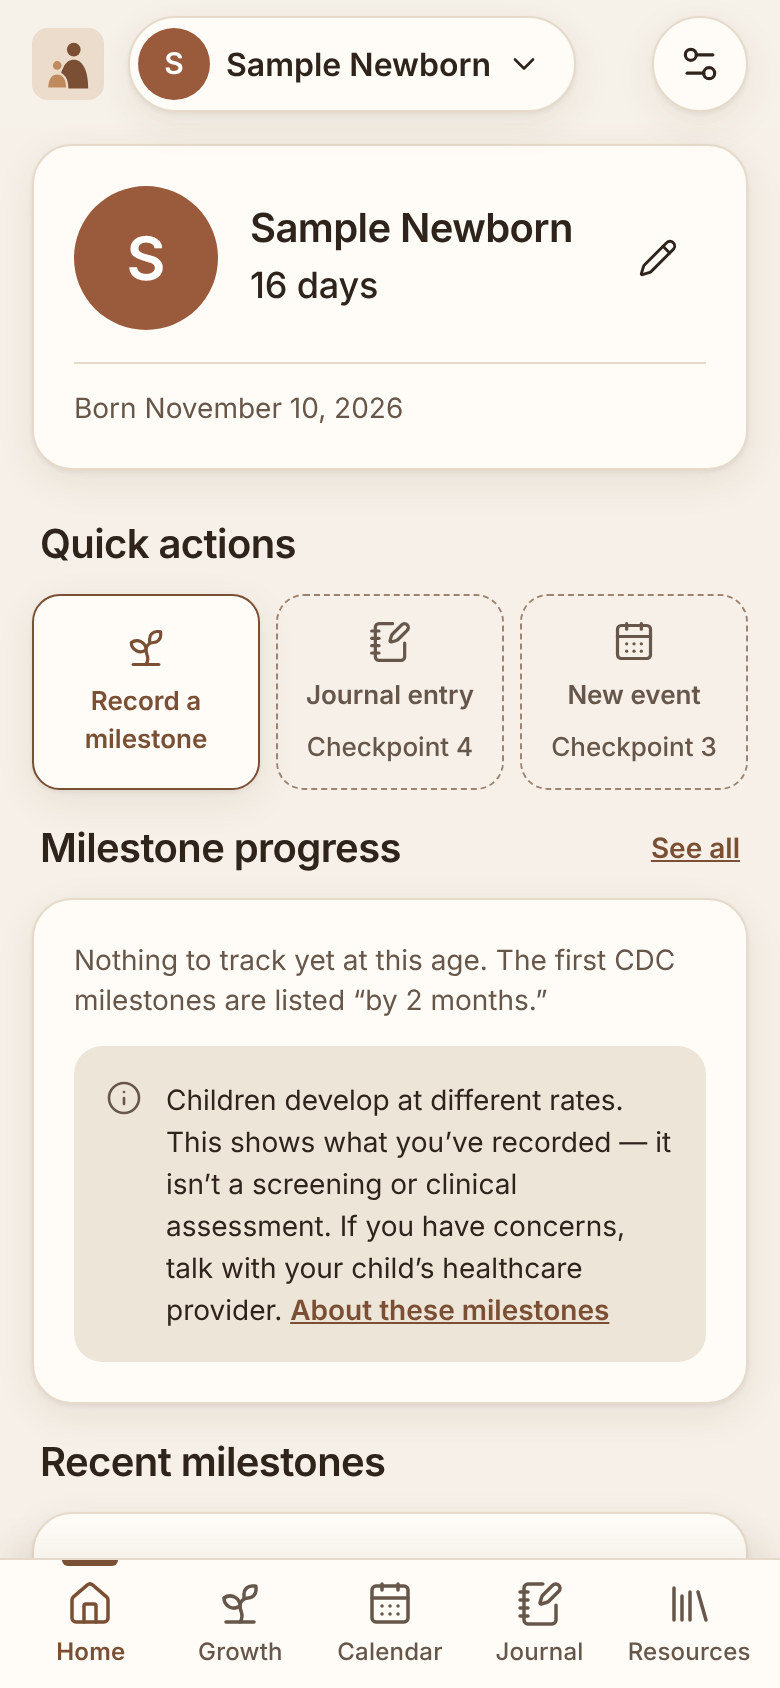 S
Sample Newborn
S
Sample Newborn
16 days
Born November 10, 2026
Quick actions
Record a
milestone
Journal entry
Checkpoint 4
New event
Checkpoint 3
Milestone progress
See all
Nothing to track yet at this age. The first CDC
milestones are listed “by 2 months.”
Children develop at different rates.
This shows what you’ve recorded — it
isn’t a screening or clinical
assessment. If you have concerns,
talk with your child’s healthcare
provider. About these milestones
Recent milestones
Home
Growth
Calendar
Journal
Resources